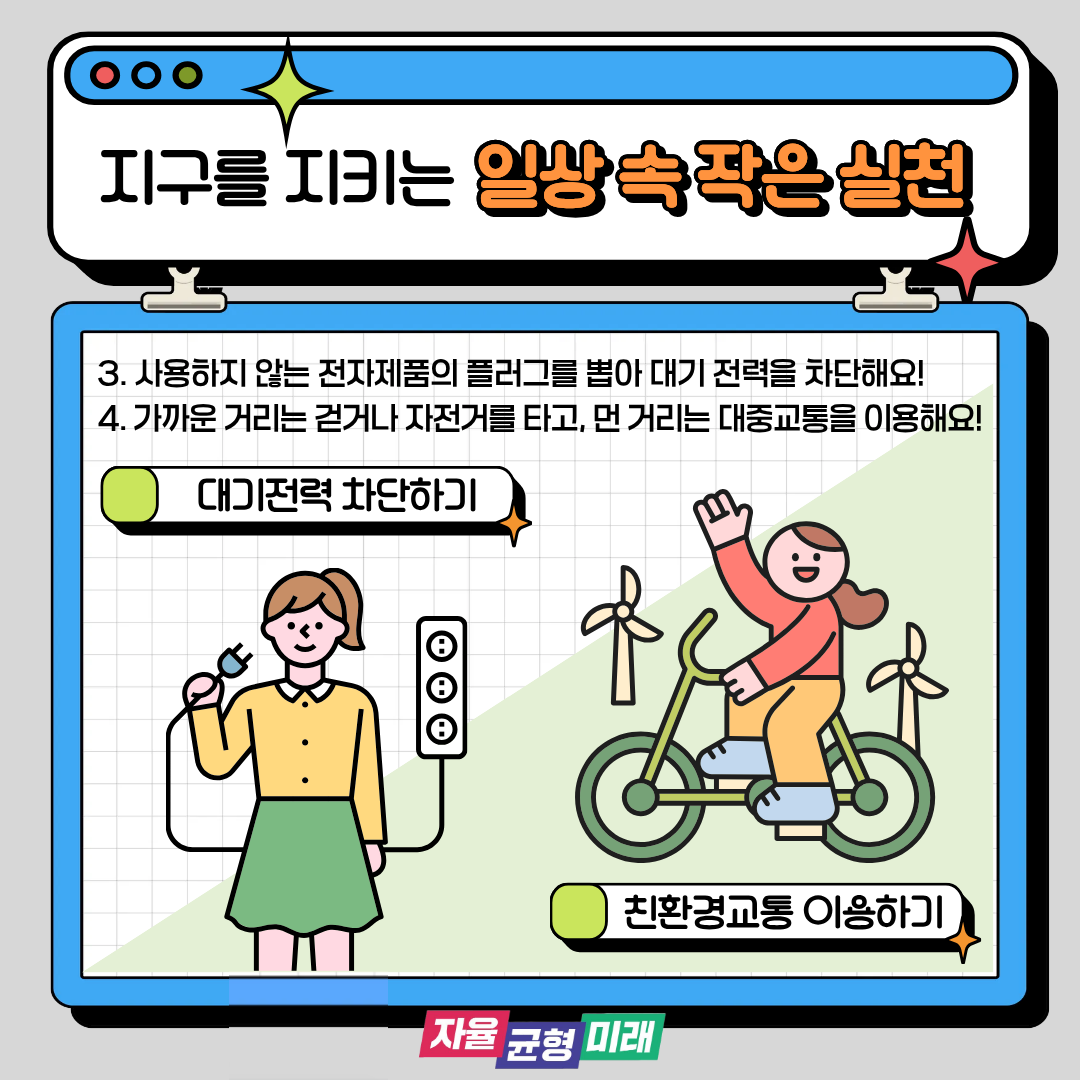 지구를 지키는 일상 속 작은 실천
3. 사용하지 않는 전자제품의 플러그를 뽑아 대기 전력을 차단해요!
4. 가까운 거리는 걷거나 자전거를 타고, 먼 거리는 대중교통을 이용해요!
대기전력 차단하기
친환경교통 이용하기
자율 균형 미래